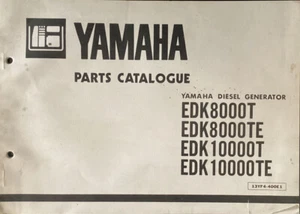 YAMAHA
PARTS CATALOGUE
YAMAHA DIESEL GENERATOR
EDK8000T
EDK8000TE
EDK10000T
EDK10000TE